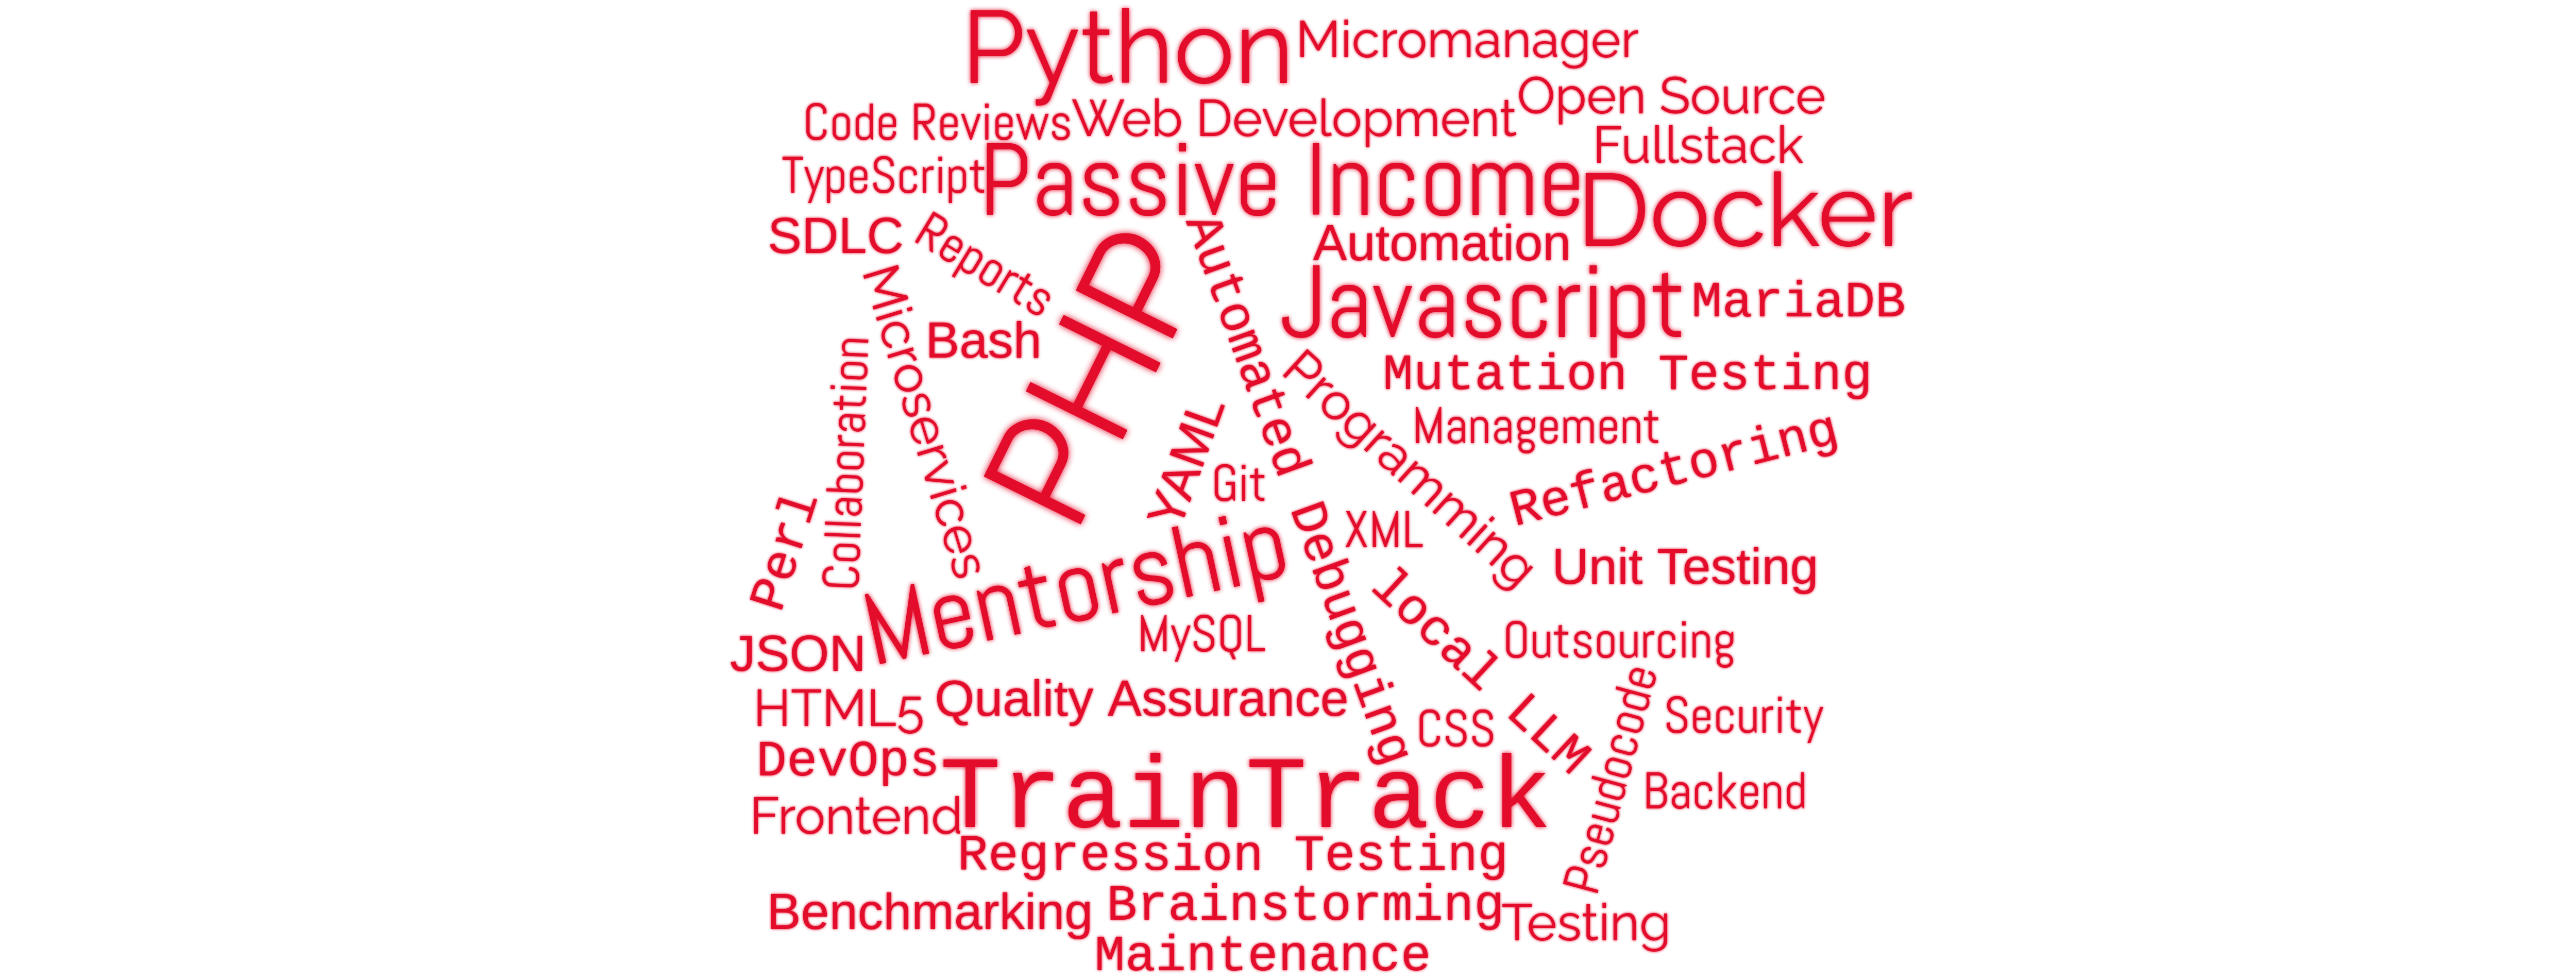 Python
Micromanager
Open Source
Code Reviews
Web Development
Fullstack
TypeScript
Passive Income
Docker
SDLC
Reports
Automation
PHP
Automated Debugging
Javascript
MariaDB
Microservices
Bash
Mutation Testing
Programming
Management
Collaboration
YAML
Git
Refactoring
Perl
XML
Mentorship
Unit Testing
local LLM
MySQL
Outsourcing
JSON
HTML5
Quality Assurance
CSS
Pseudocode
Security
DevOps
TrainTrack
Backend
Frontend
Regression Testing
Benchmarking
Brainstorming
Testing
Maintenance